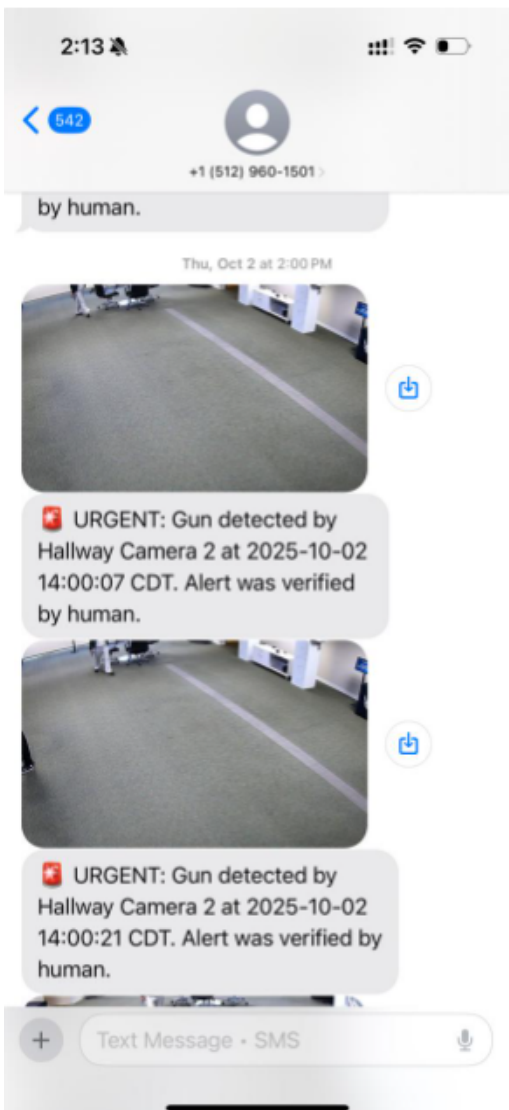 2:13
542
+1 (512) 960-1501
by human.
Thu, Oct 2 at 2:00 PM
🚨 URGENT: Gun detected by
Hallway Camera 2 at 2025-10-02
14:00:07 CDT. Alert was verified
by human.
🚨 URGENT: Gun detected by
Hallway Camera 2 at 2025-10-02
14:00:21 CDT. Alert was verified by
human.
+
Text Message • SMS